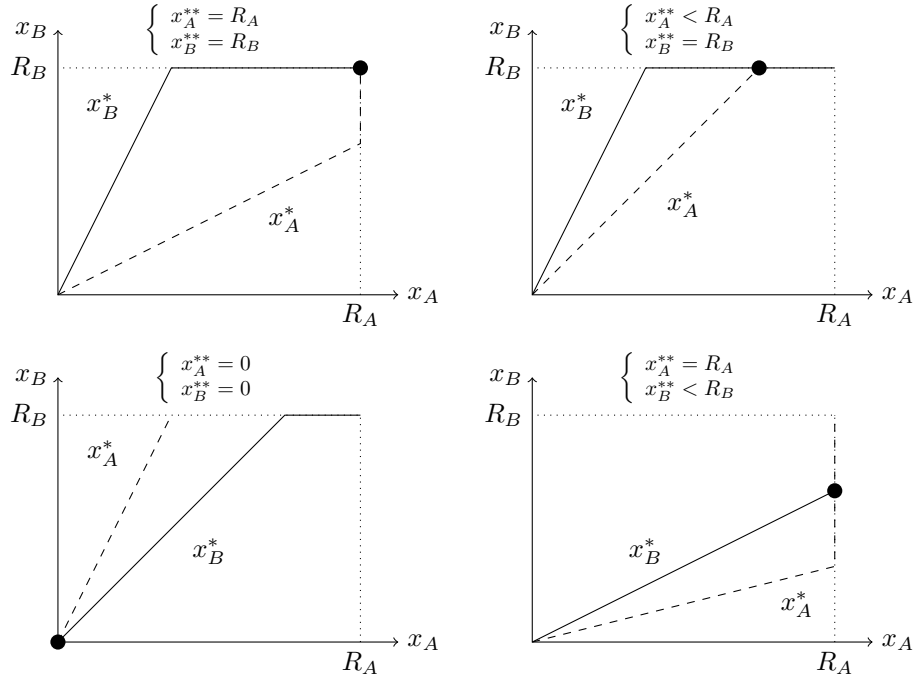 x_A^{**} = R_A
x_B^{**} = R_B
x_B
R_B
x_B^*
x_A^*
x_A
R_A
x_A^{**} < R_A
x_B^{**} = R_B
x_B
R_B
x_B^*
x_A^*
x_A
R_A
x_A^{**} = 0
x_B^{**} = 0
x_B
R_B
x_A^*
x_B^*
x_A
R_A
x_A^{**} = R_A
x_B^{**} < R_B
x_B
R_B
x_B^*
x_A^*
x_A
R_A